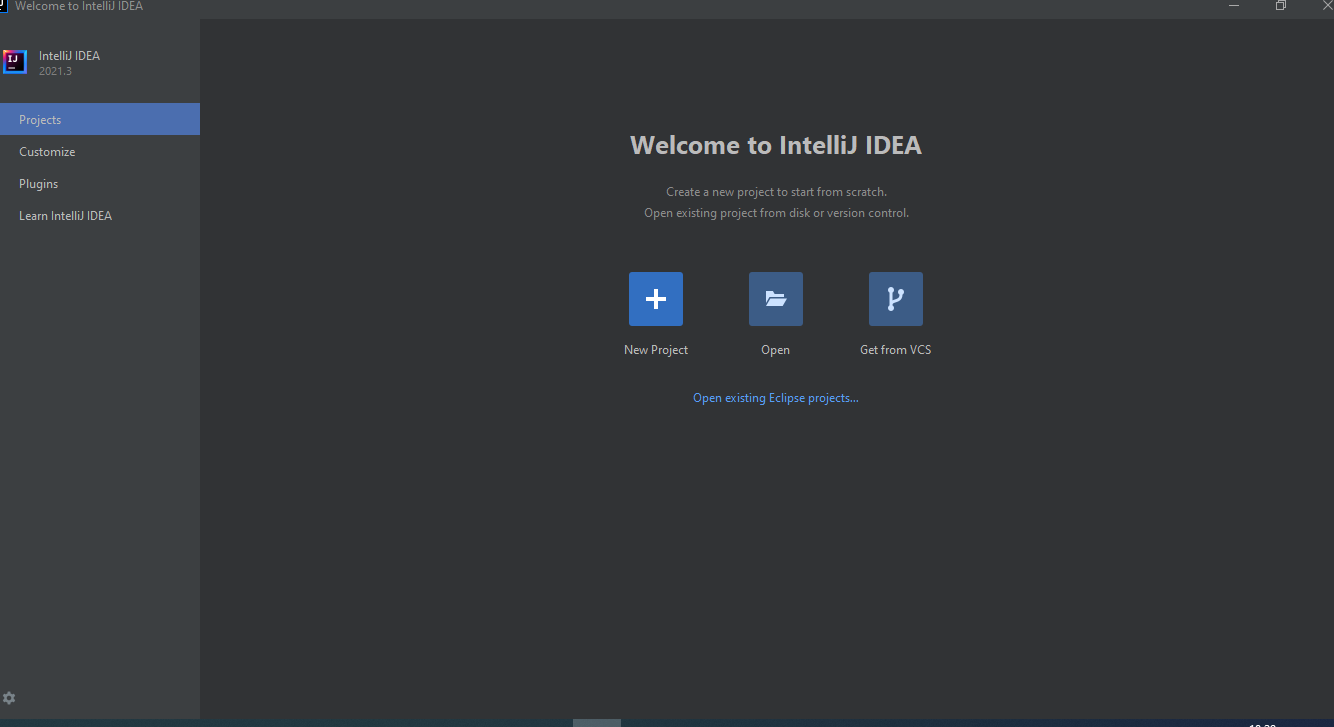 Welcome to IntelliJ IDEA
IntelliJ IDEA
2021.3
Projects
Customize
Plugins
Learn IntelliJ IDEA
Welcome to IntelliJ IDEA
Create a new project to start from scratch.
Open existing project from disk or version control.
New Project
Open
Get from VCS
Open existing Eclipse projects...